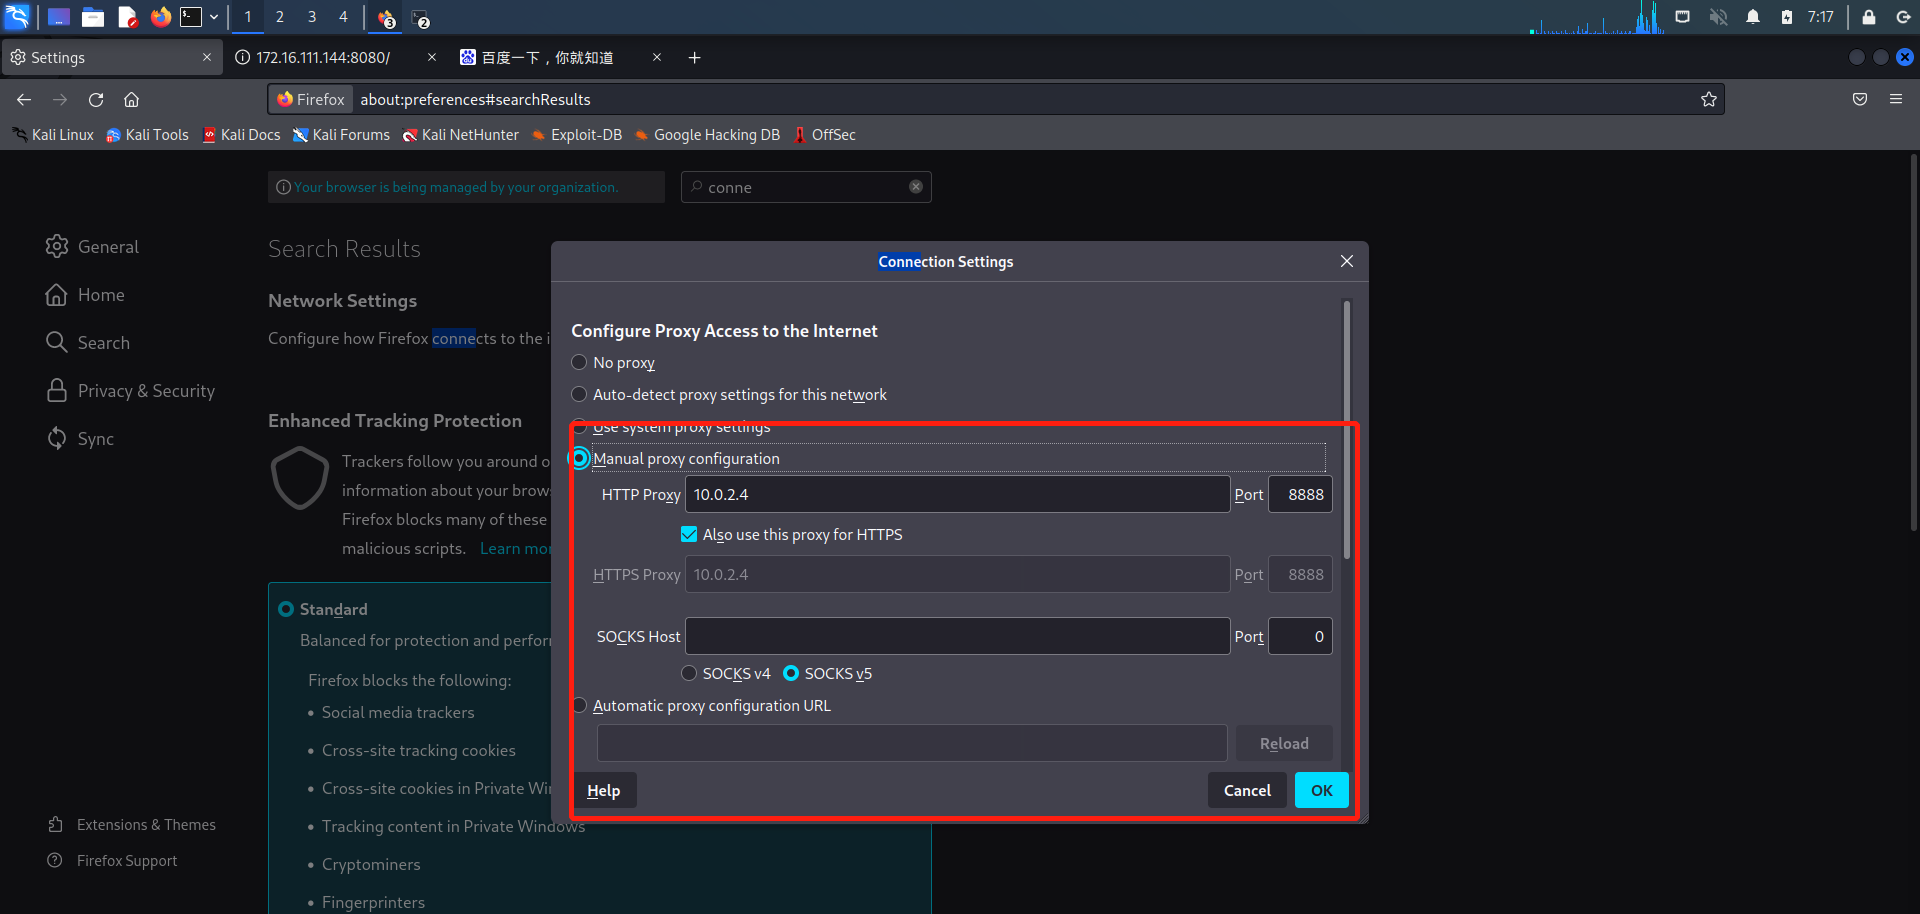 1 2 3 4 3 2 7:17
Settings 172.16.111.144:8080/ 百度一下，你就知道
Firefox about:preferences#searchResults
Kali Linux Kali Tools Kali Docs Kali Forums Kali NetHunter Exploit-DB Google Hacking DB OffSec
Your browser is being managed by your organization. conne
General
Home
Search
Privacy & Security
Sync
Extensions & Themes
Firefox Support
Search Results
Network Settings
Configure how Firefox connects to the i
Enhanced Tracking Protection
Trackers follow you around o
information about your brow
Firefox blocks many of these
malicious scripts. Learn mor
Standard
Balanced for protection and perfor
Firefox blocks the following:
Social media trackers
Cross-site tracking cookies
Cross-site cookies in Private Wi
Tracking content in Private Windows
Cryptominers
Fingerprinters
Connection Settings
Configure Proxy Access to the Internet
No proxy
Auto-detect proxy settings for this network
Use system proxy settings
Manual proxy configuration
HTTP Proxy 10.0.2.4 Port 8888
Also use this proxy for HTTPS
HTTPS Proxy 10.0.2.4 Port 8888
SOCKS Host Port 0
SOCKS v4 SOCKS v5
Automatic proxy configuration URL
Reload
Help Cancel OK